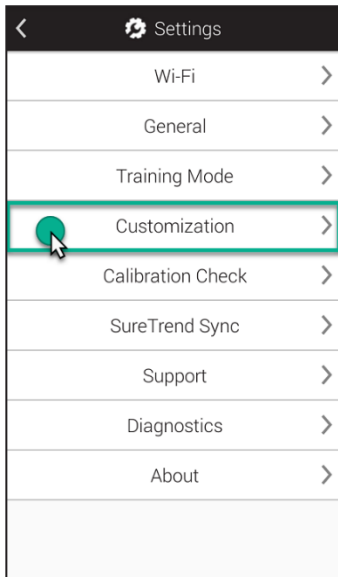 Settings
Wi-Fi
General
Training Mode
Customization
Calibration Check
SureTrend Sync
Support
Diagnostics
About